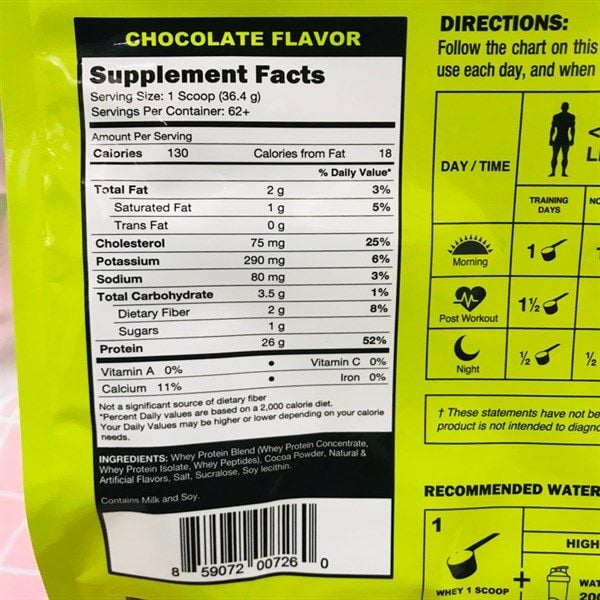 CHOCOLATE FLAVOR
Supplement Facts
Serving Size: 1 Scoop (36.4 g)
Servings Per Container: 62+
Amount Per Serving
Calories 130 Calories from Fat 18
% Daily Value*
Total Fat 2 g 3%
Saturated Fat 1 g 5%
Trans Fat 0 g
Cholesterol 75 mg 25%
Potassium 290 mg 6%
Sodium 80 mg 3%
Total Carbohydrate 3.5 g 1%
Dietary Fiber 2 g 8%
Sugars 1 g
Protein 26 g 52%
Vitamin A 0% • Vitamin C 0%
Calcium 11% • Iron 0%
Not a significant source of dietary fiber
*Percent Daily values are based on a 2,000 calorie diet.
Your Daily Values may be higher or lower depending on your calorie
needs.
INGREDIENTS: Whey Protein Blend (Whey Protein Concentrate,
Whey Protein Isolate, Whey Peptides), Cocoa Powder, Natural &
Artificial Flavors, Salt, Sucralose, Soy lecithin.
Contains Milk and Soy.
8 59072 00726 0
DIRECTIONS:
Follow the chart on this
use each day, and when
DAY / TIME
<
TRAINING
DAYS
Morning 1
Post Workout 1½
Night ½ ½
† These statements have not be
product is not intended to diagno
RECOMMENDED WATER
1
HIGH
WHEY 1 SCOOP + WAT
200